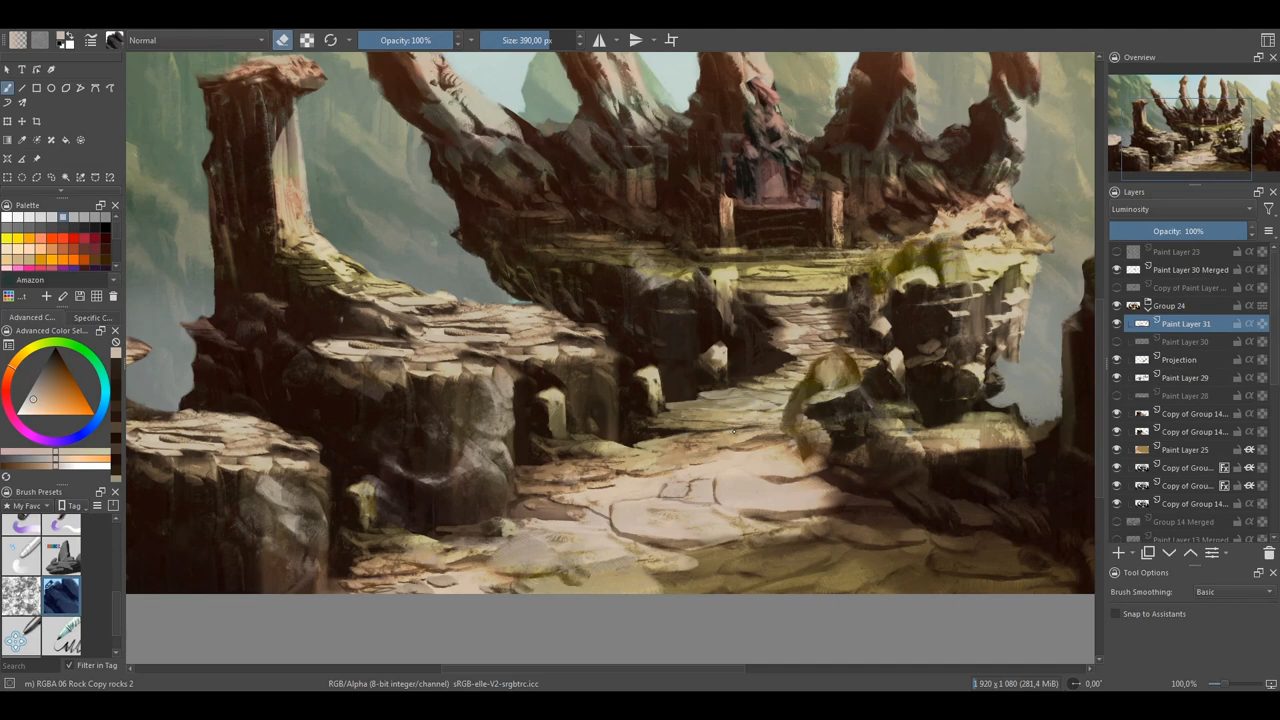 Normal
Opacity: 100%
Size: 390,00 px
Overview
Palette
Amazon
...t
Advanced C...
Specific C...
Advanced Color Sel...
Brush Presets
My Favc
Tag
Search
Filter in Tag
Layers
Luminosity
Opacity: 100%
Paint Layer 23
Paint Layer 30 Merged
Copy of Paint Layer ...
Group 24
Paint Layer 31
Paint Layer 30
Projection
Paint Layer 29
Paint Layer 28
Copy of Group 14...
Copy of Group 14...
Paint Layer 25
Copy of Grou...
Copy of Grou...
Copy of Group 14...
Group 14 Merged
Paint Layer 13 Merged
Tool Options
Brush Smoothing:
Basic
Snap to Assistants
m) RGBA 06 Rock Copy rocks 2
RGB/Alpha (8-bit integer/channel) sRGB-elle-V2-srgbtrc.icc
1 920 x 1 080 (281,4 MiB)
0,00°
100,0%